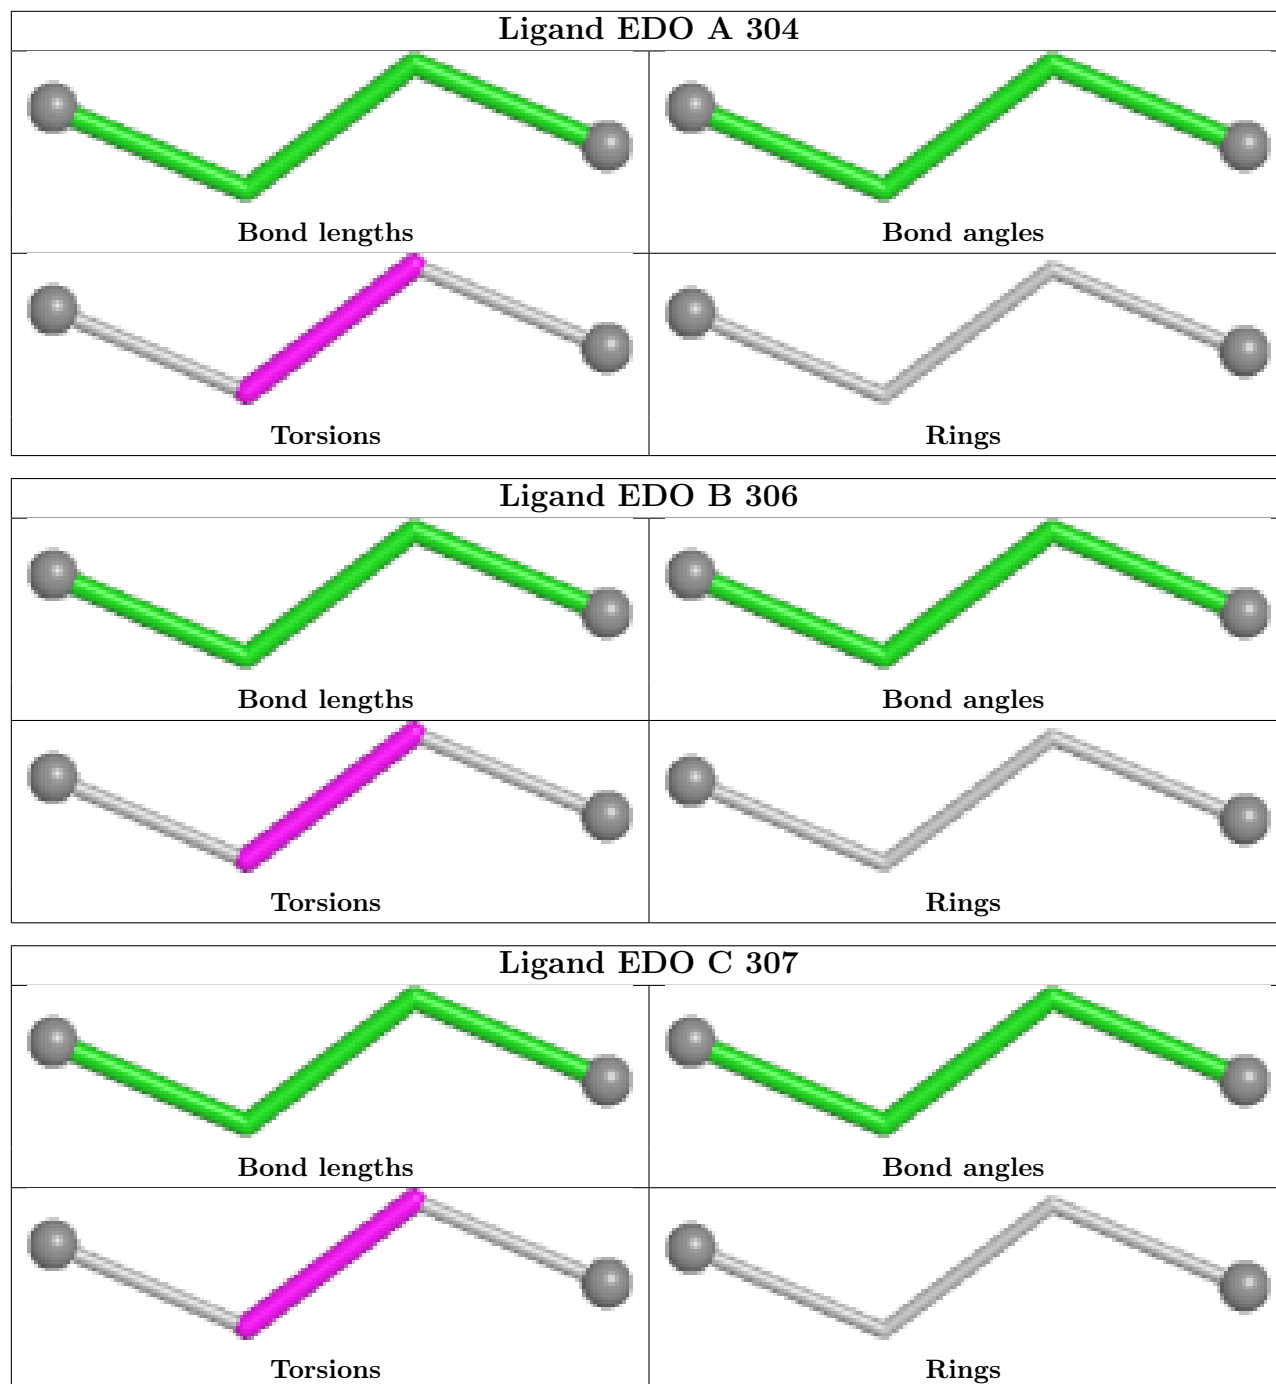 Ligand EDO A 304
Bond lengths
Bond angles
Torsions
Rings
Ligand EDO B 306
Bond lengths
Bond angles
Torsions
Rings
Ligand EDO C 307
Bond lengths
Bond angles
Torsions
Rings